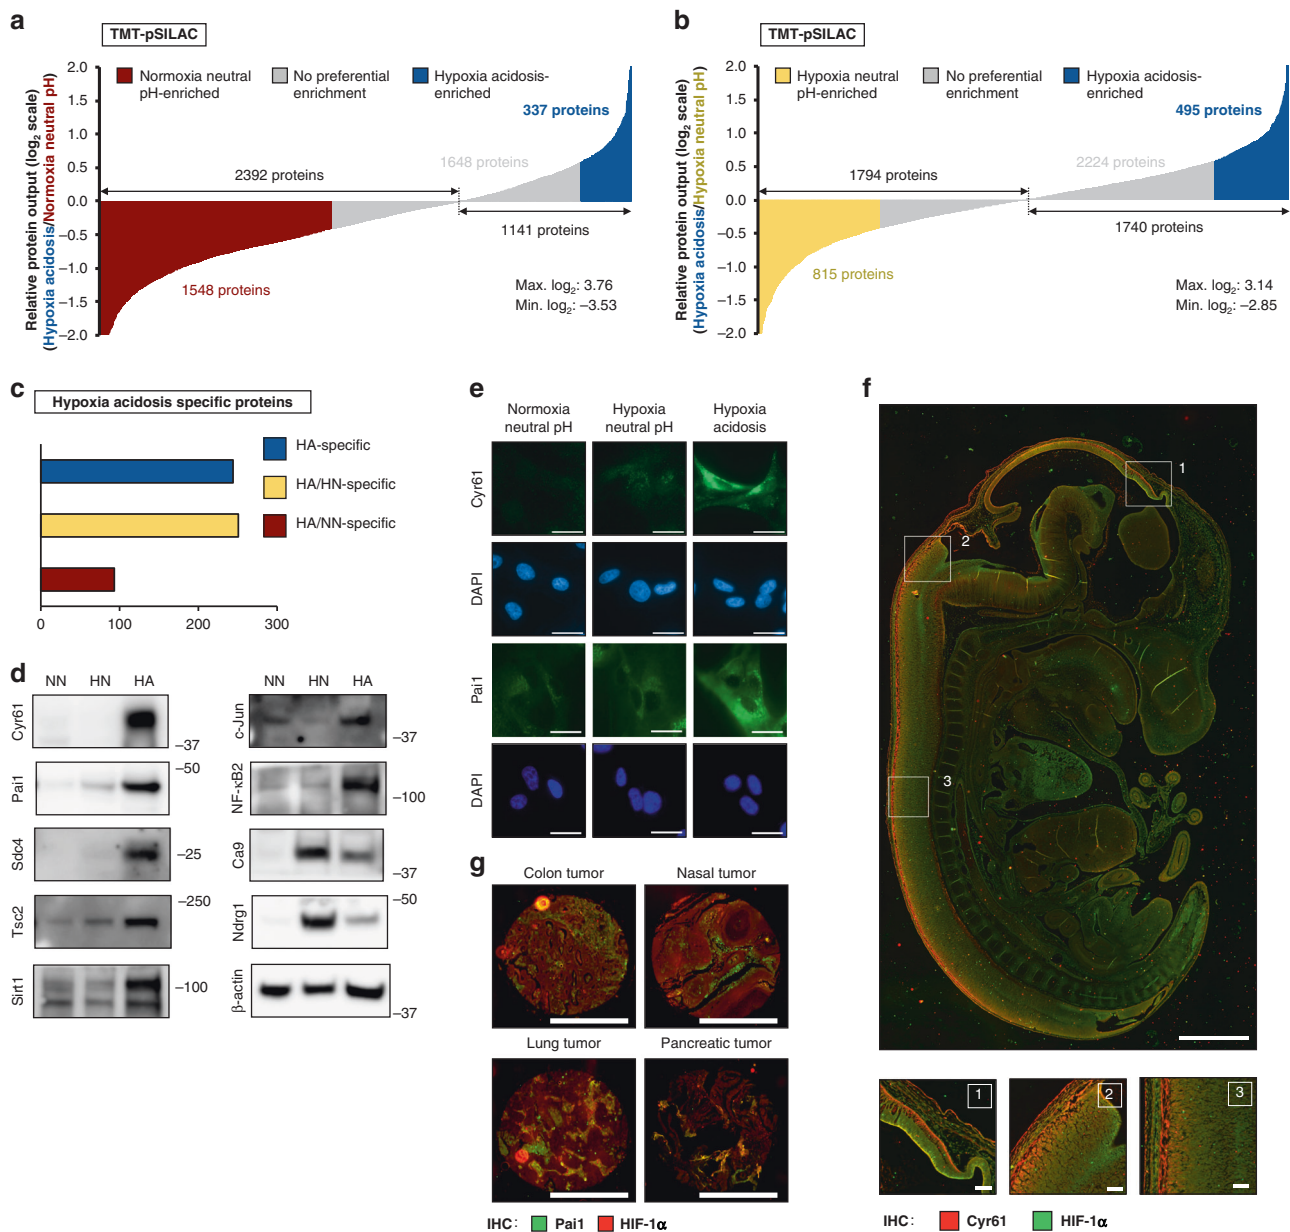 a
TMT-pSILAC
Relative protein output (log2 scale)
(Hypoxia acidosis/Normoxia neutral pH)
2.0
1.5
1.0
0.5
0.0
−0.5
−1.0
−1.5
−2.0
Normoxia neutral
pH-enriched
No preferential
enrichment
Hypoxia acidosis-
enriched
337 proteins
1648 proteins
2392 proteins
1141 proteins
1548 proteins
Max. log2: 3.76
Min. log2: −3.53
b
TMT-pSILAC
Relative protein output (log2 scale)
(Hypoxia acidosis/Hypoxia neutral pH)
2.0
1.5
1.0
0.5
0.0
−0.5
−1.0
−1.5
−2.0
Hypoxia neutral
pH-enriched
No preferential
enrichment
Hypoxia acidosis-
enriched
495 proteins
2224 proteins
1794 proteins
1740 proteins
815 proteins
Max. log2: 3.14
Min. log2: −2.85
c
Hypoxia acidosis specific proteins
HA-specific
HA/HN-specific
HA/NN-specific
0 100 200 300
d
NN HN HA
Cyr61
–37
–50
Pai1
Sdc4
–25
–250
Tsc2
Sirt1
–100
NN HN HA
c-Jun
–37
NF-κB2
–100
Ca9
–37
–50
Ndrg1
β-actin
–37
e
Normoxia
neutral pH
Hypoxia
neutral pH
Hypoxia
acidosis
Cyr61
DAPI
Pai1
DAPI
f
1
2
3
1
2
3
IHC: Cyr61 HIF-1α
g
Colon tumor
Nasal tumor
Lung tumor
Pancreatic tumor
IHC: Pai1 HIF-1α